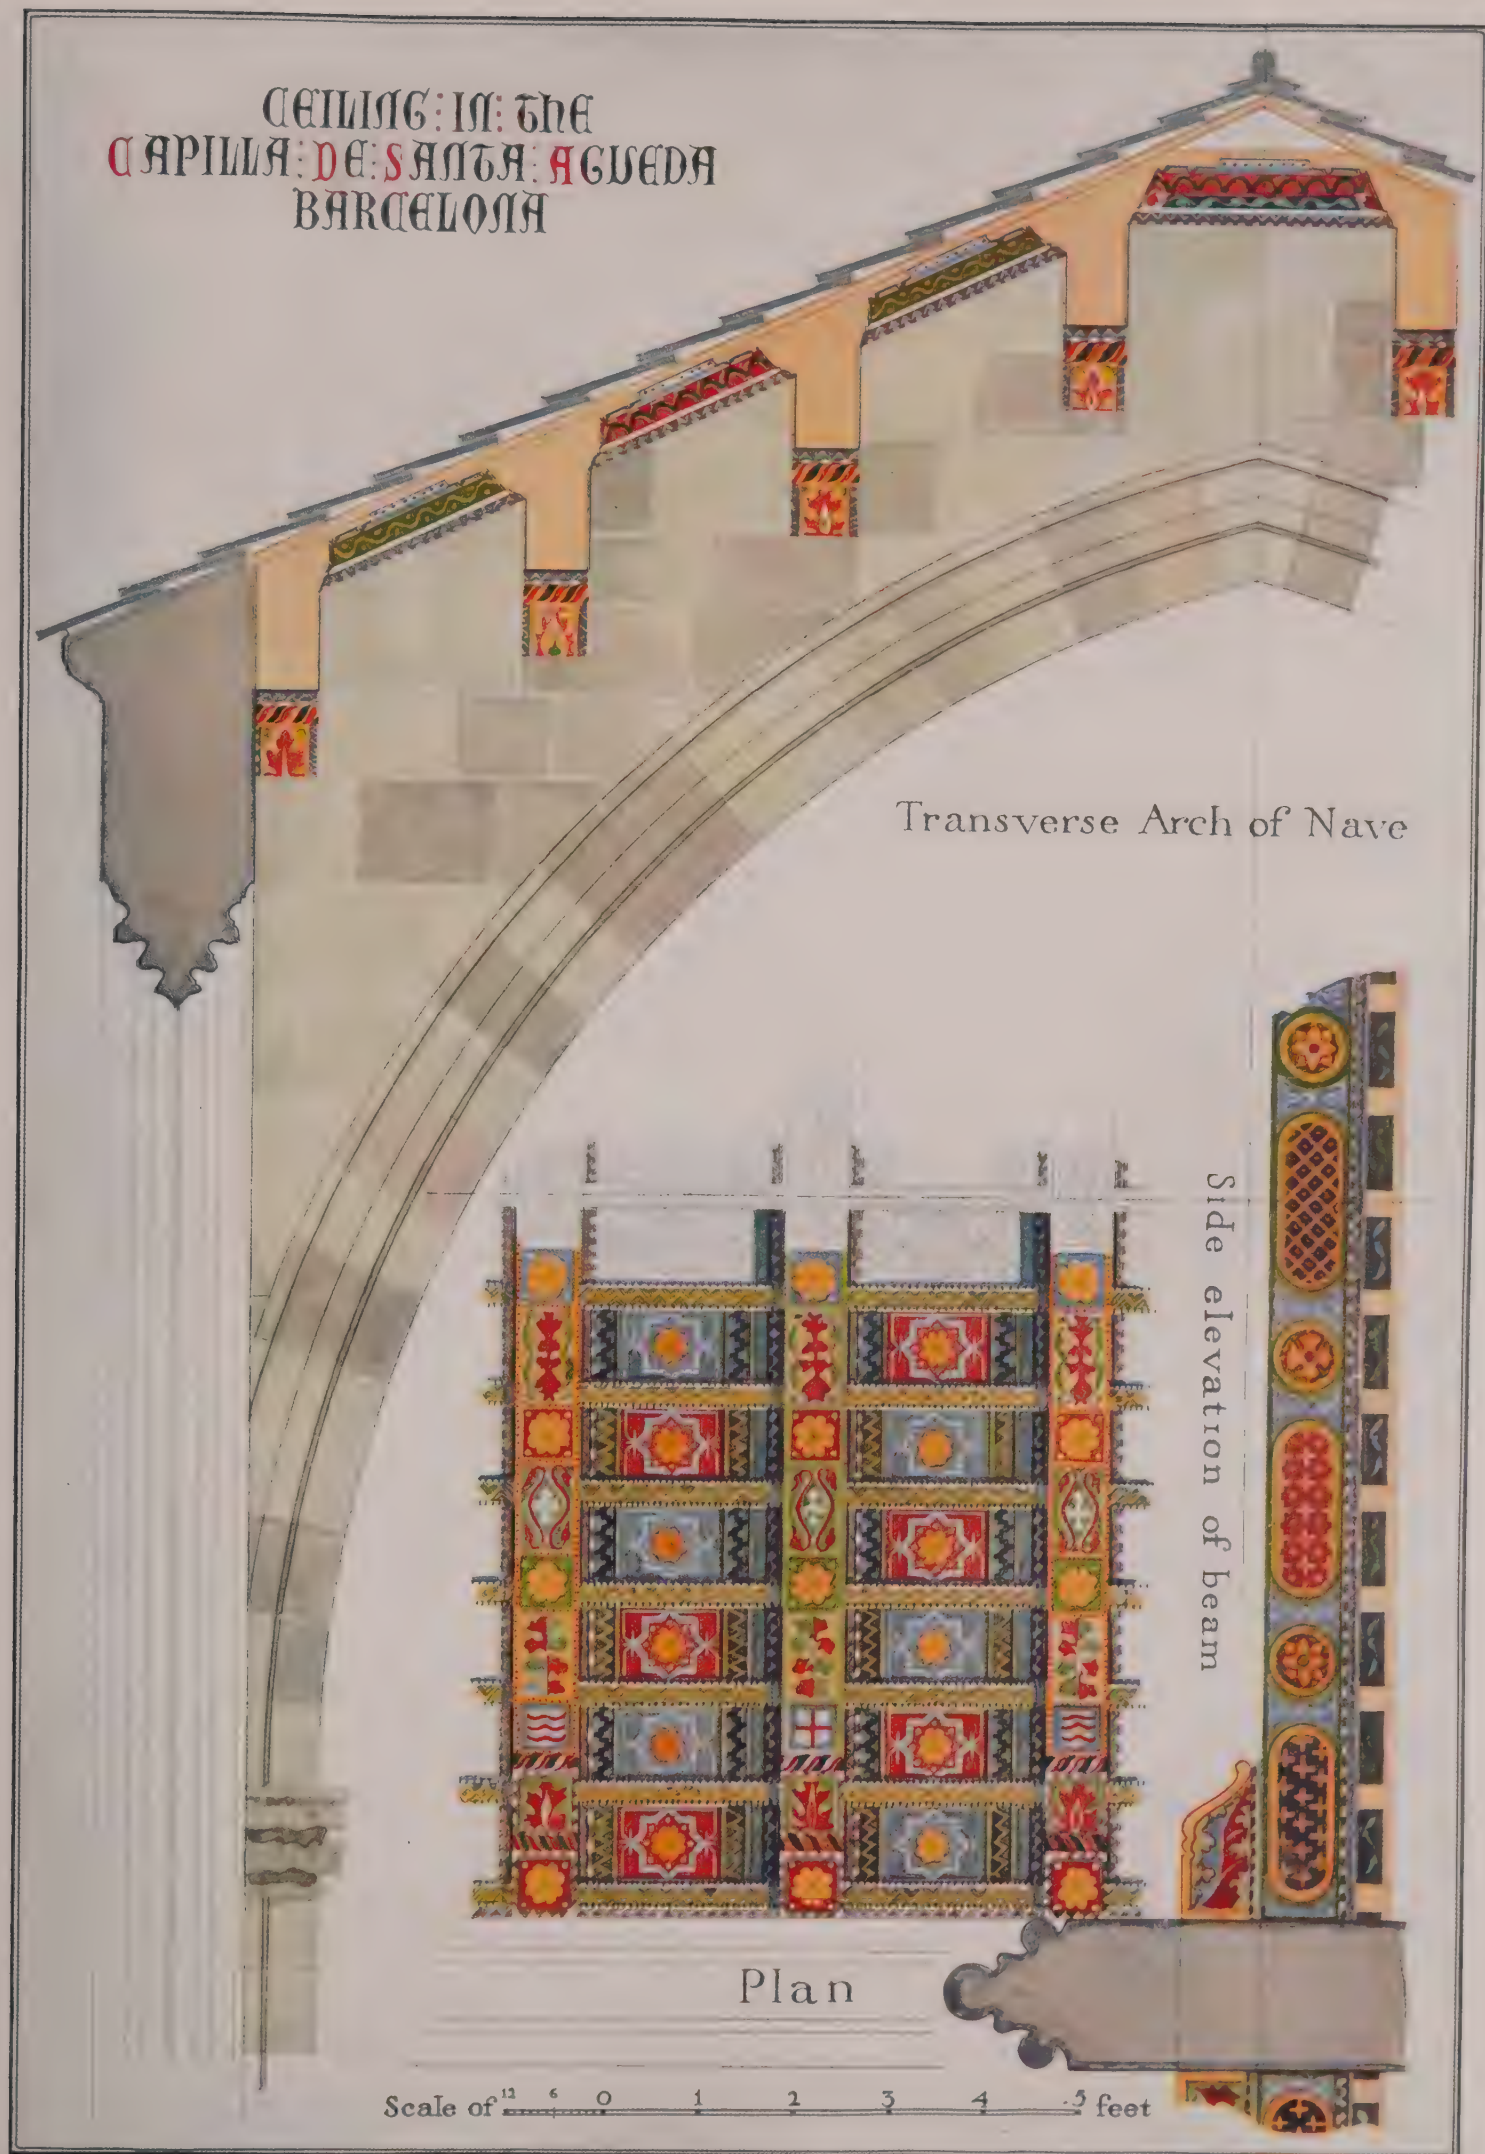 CEILING : IN : THE
CAPILLA : DE : SANTA : AGUEDA
BARCELONA
Transverse Arch of Nave
Side elevation of beam
Plan
Scale of 12 6 0 1 2 3 4 5 feet